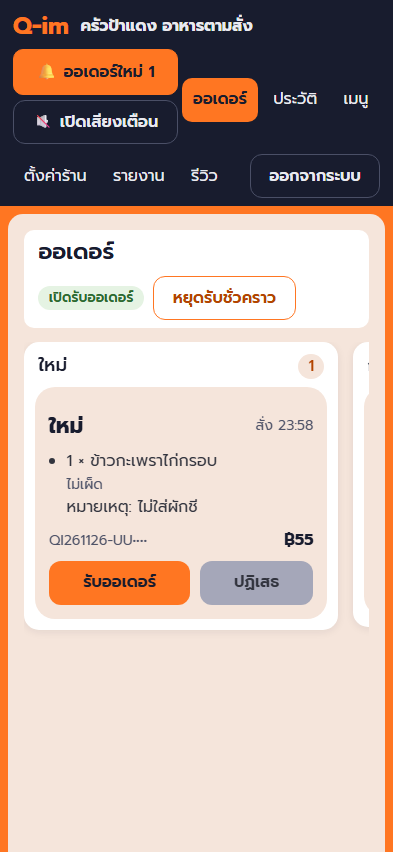 Q-im ครัวป้าแดง อาหารตามสั่ง
ออเดอร์ใหม่ 1
เปิดเสียงเตือน
ออเดอร์ ประวัติ เมนู
ตั้งค่าร้าน รายงาน รีวิว ออกจากระบบ
ออเดอร์
เปิดรับออเดอร์ หยุดรับชั่วคราว
ใหม่ 1
ใหม่ สั่ง 23:58
1 × ข้าวกะเพราไก่กรอบ
ไม่เผ็ด
หมายเหตุ: ไม่ใส่ผักชี
QI261126-UU···· ฿55
รับออเดอร์ ปฏิเสธ